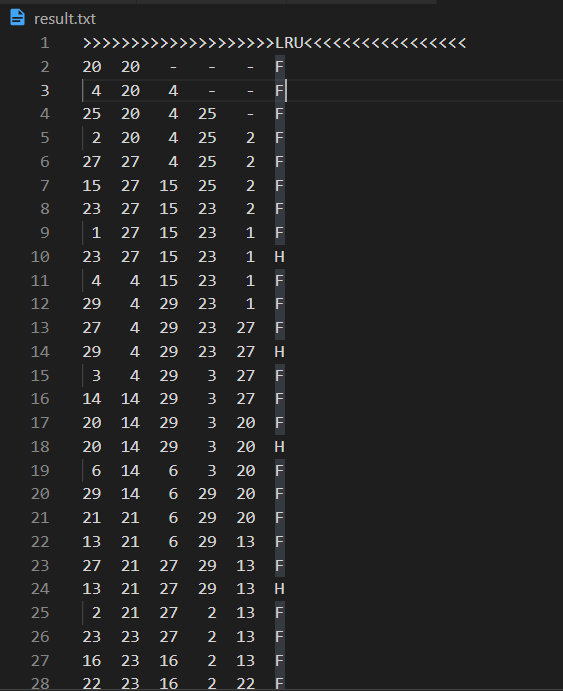 result.txt
1 >>>>>>>>>>>>>>>>>>>>LRU<<<<<<<<<<<<<<<<<
2 20 20 - - - F
3 4 20 4 - - F
4 25 20 4 25 - F
5 2 20 4 25 2 F
6 27 27 4 25 2 F
7 15 27 15 25 2 F
8 23 27 15 23 2 F
9 1 27 15 23 1 F
10 23 27 15 23 1 H
11 4 4 15 23 1 F
12 29 4 29 23 1 F
13 27 4 29 23 27 F
14 29 4 29 23 27 H
15 3 4 29 3 27 F
16 14 14 29 3 27 F
17 20 14 29 3 20 F
18 20 14 29 3 20 H
19 6 14 6 3 20 F
20 29 14 6 29 20 F
21 21 21 6 29 20 F
22 13 21 6 29 13 F
23 27 21 27 29 13 F
24 13 21 27 29 13 H
25 2 21 27 2 13 F
26 23 23 27 2 13 F
27 16 23 16 2 13 F
28 22 23 16 2 22 F